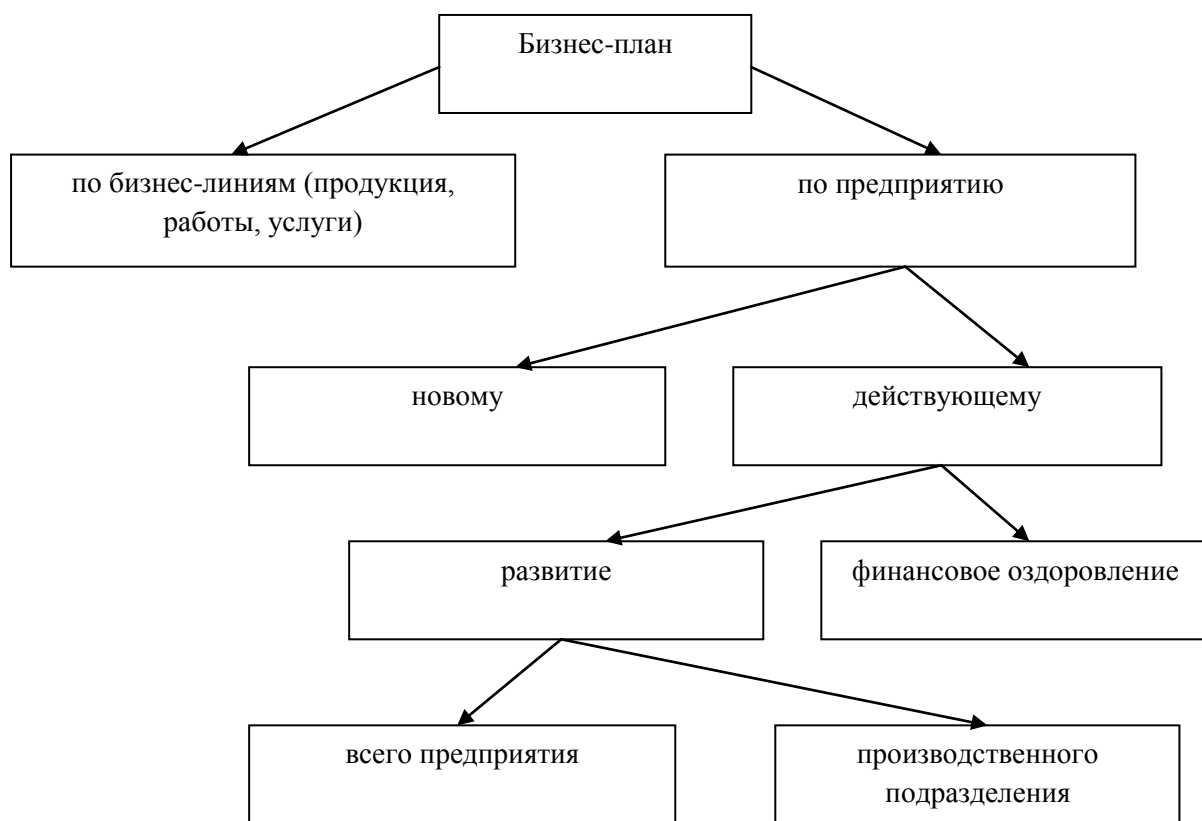 Бизнес-план
по бизнес-линиям (продукция,
работы, услуги)
по предприятию
новому
действующему
развитие
финансовое оздоровление
всего предприятия
производственного
подразделения